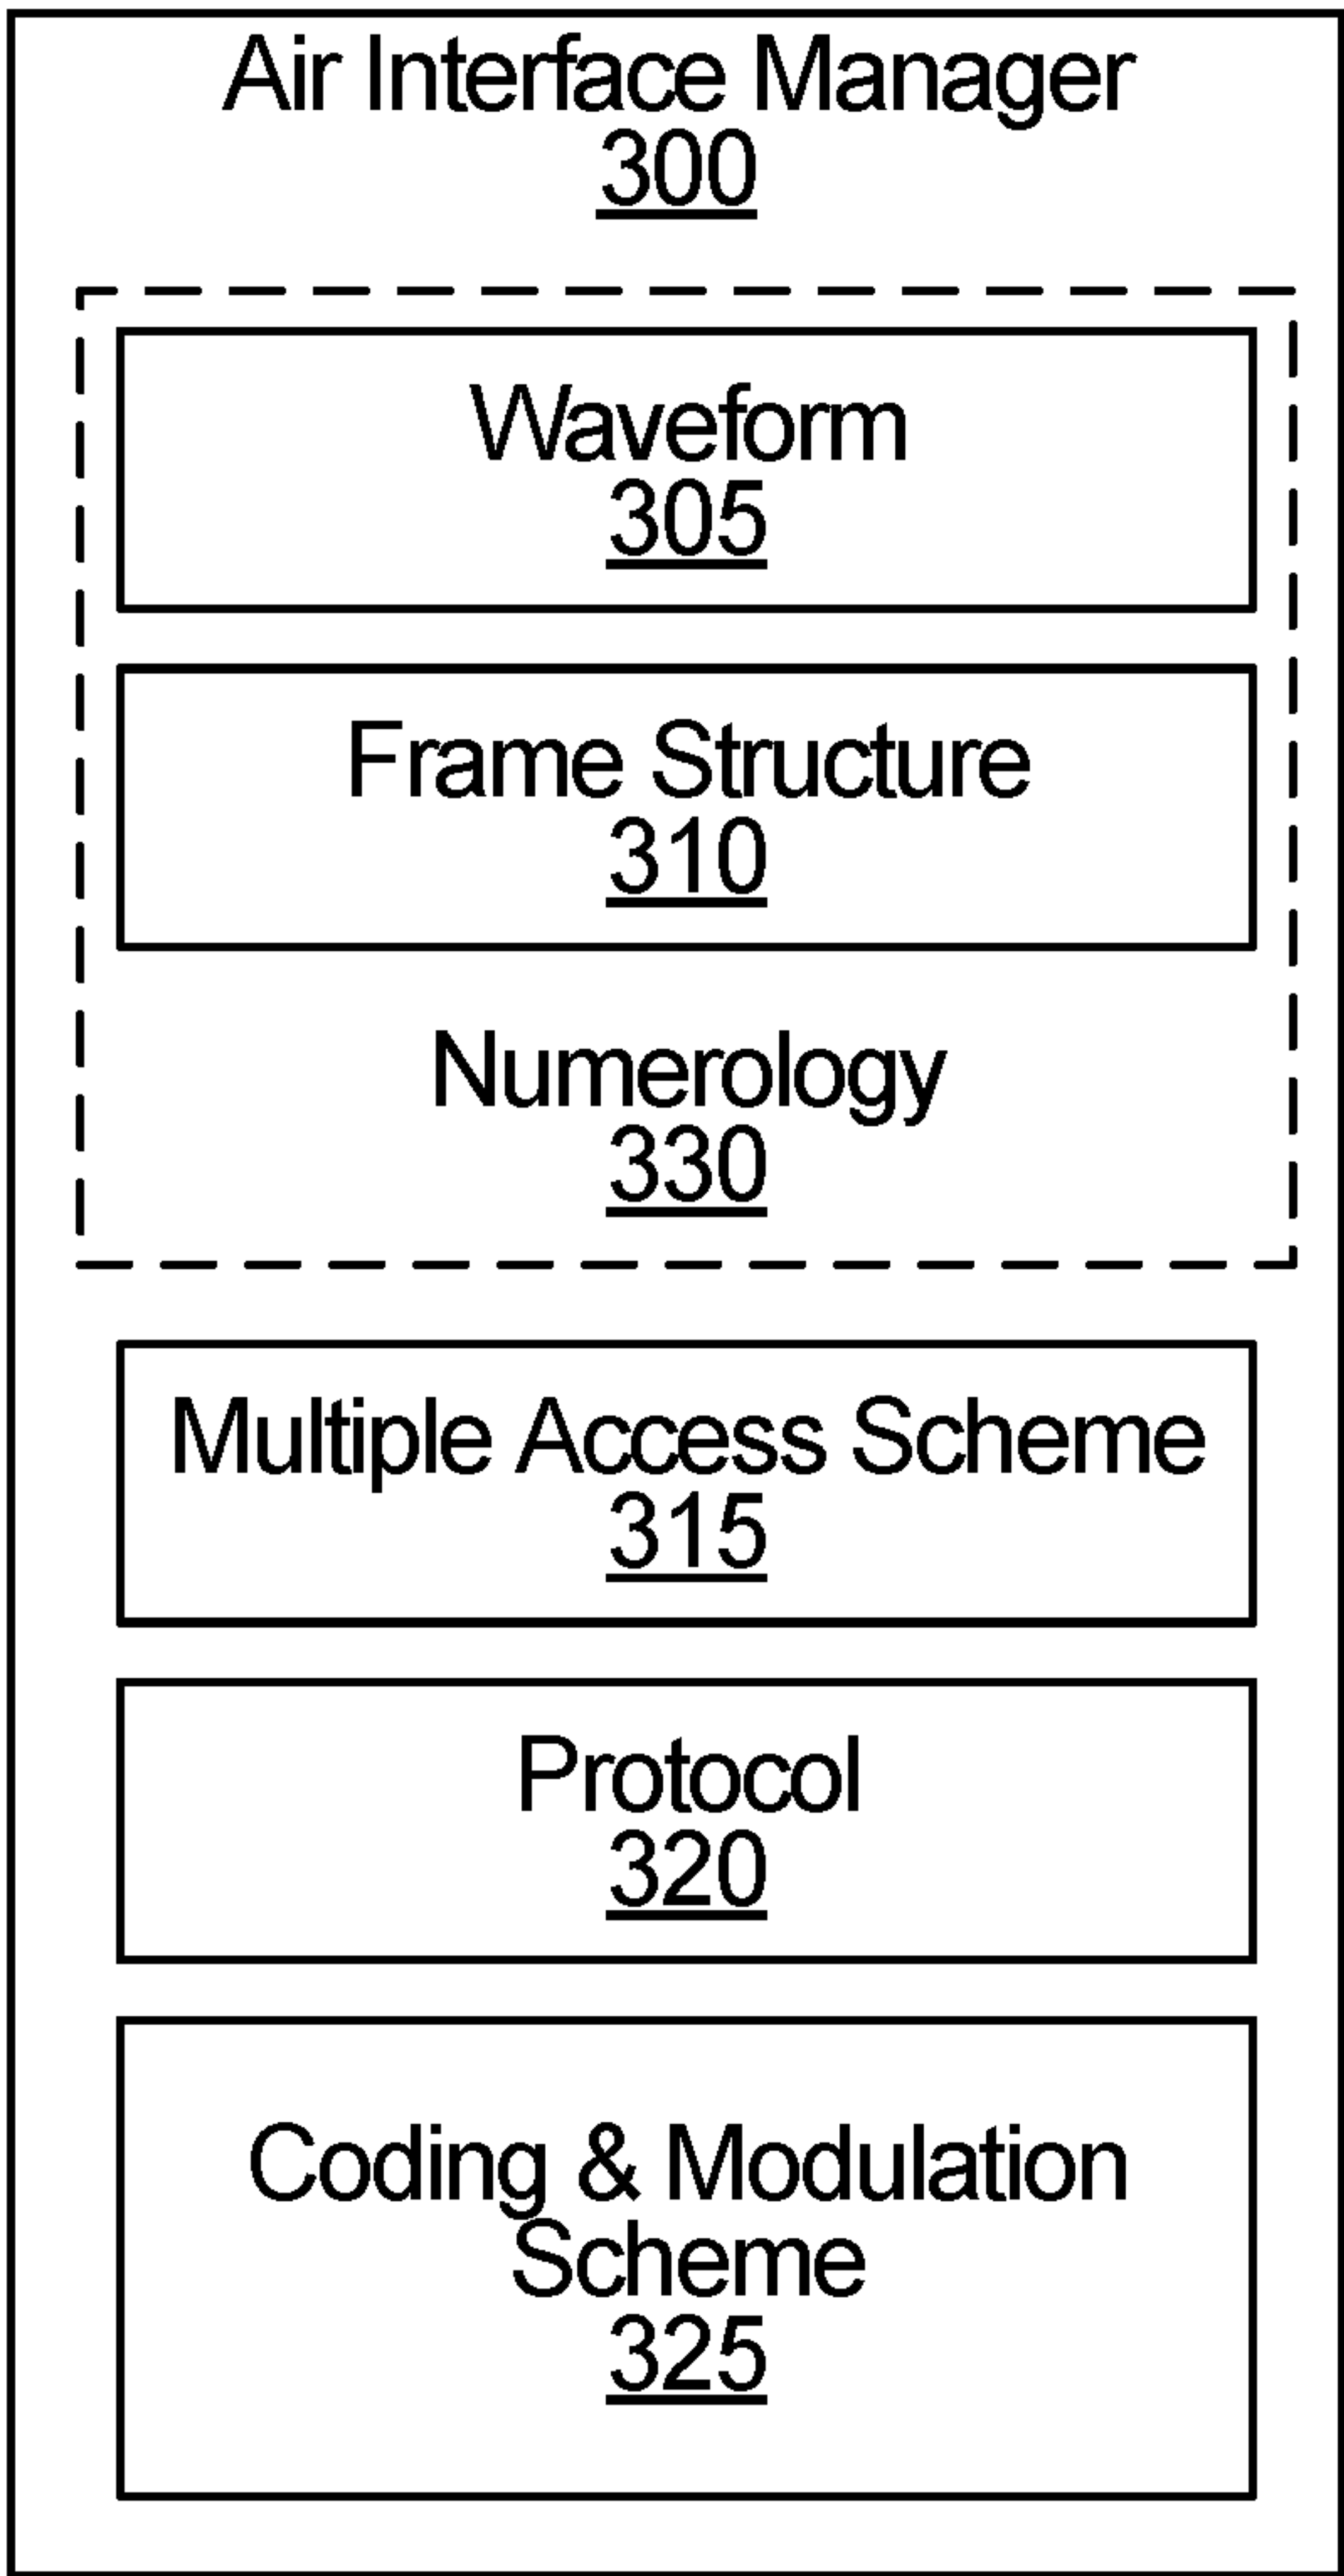 Air Interface Manager
300
Waveform
305
Frame Structure
310
Numerology
330
Multiple Access Scheme
315
Protocol
320
Coding & Modulation
Scheme
325